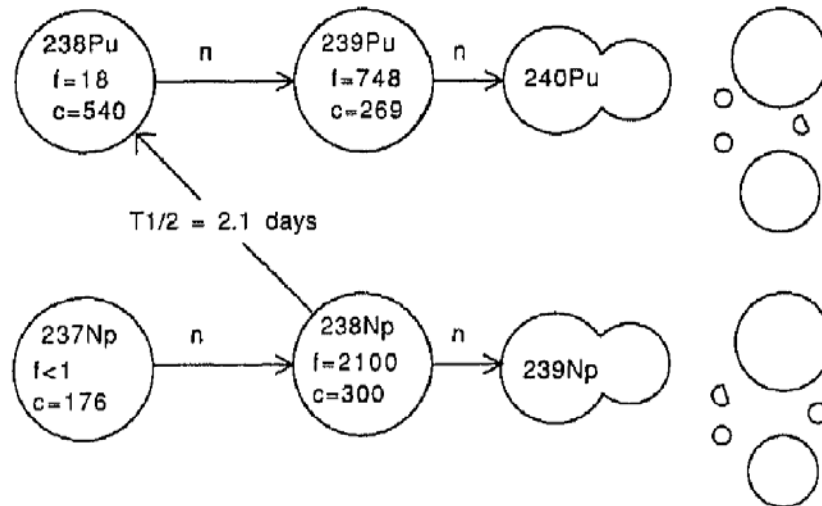 238Pu
f=18
c=540
n
239Pu
f=748
c=269
n
240Pu
T1/2 = 2.1 days
237Np
f<1
c=176
n
238Np
f=2100
c=300
n
239Np